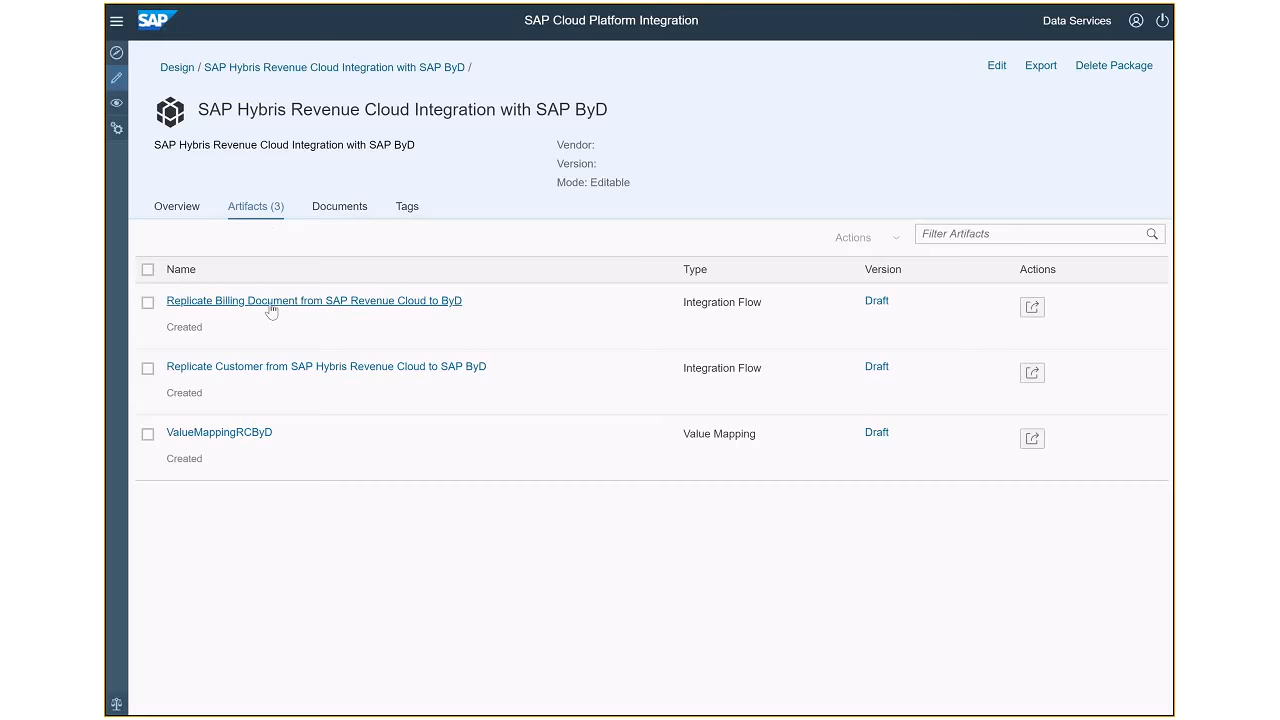 SAP
SAP Cloud Platform Integration
Data Services
Design / SAP Hybris Revenue Cloud Integration with SAP ByD /
Edit
Export
Delete Package
SAP Hybris Revenue Cloud Integration with SAP ByD
SAP Hybris Revenue Cloud Integration with SAP ByD
Vendor:
Version:
Mode: Editable
Overview
Artifacts (3)
Documents
Tags
Actions
Filter Artifacts
Name
Type
Version
Actions
Replicate Billing Document from SAP Revenue Cloud to ByD
Integration Flow
Draft
Created
Replicate Customer from SAP Hybris Revenue Cloud to SAP ByD
Integration Flow
Draft
Created
ValueMappingRCByD
Value Mapping
Draft
Created